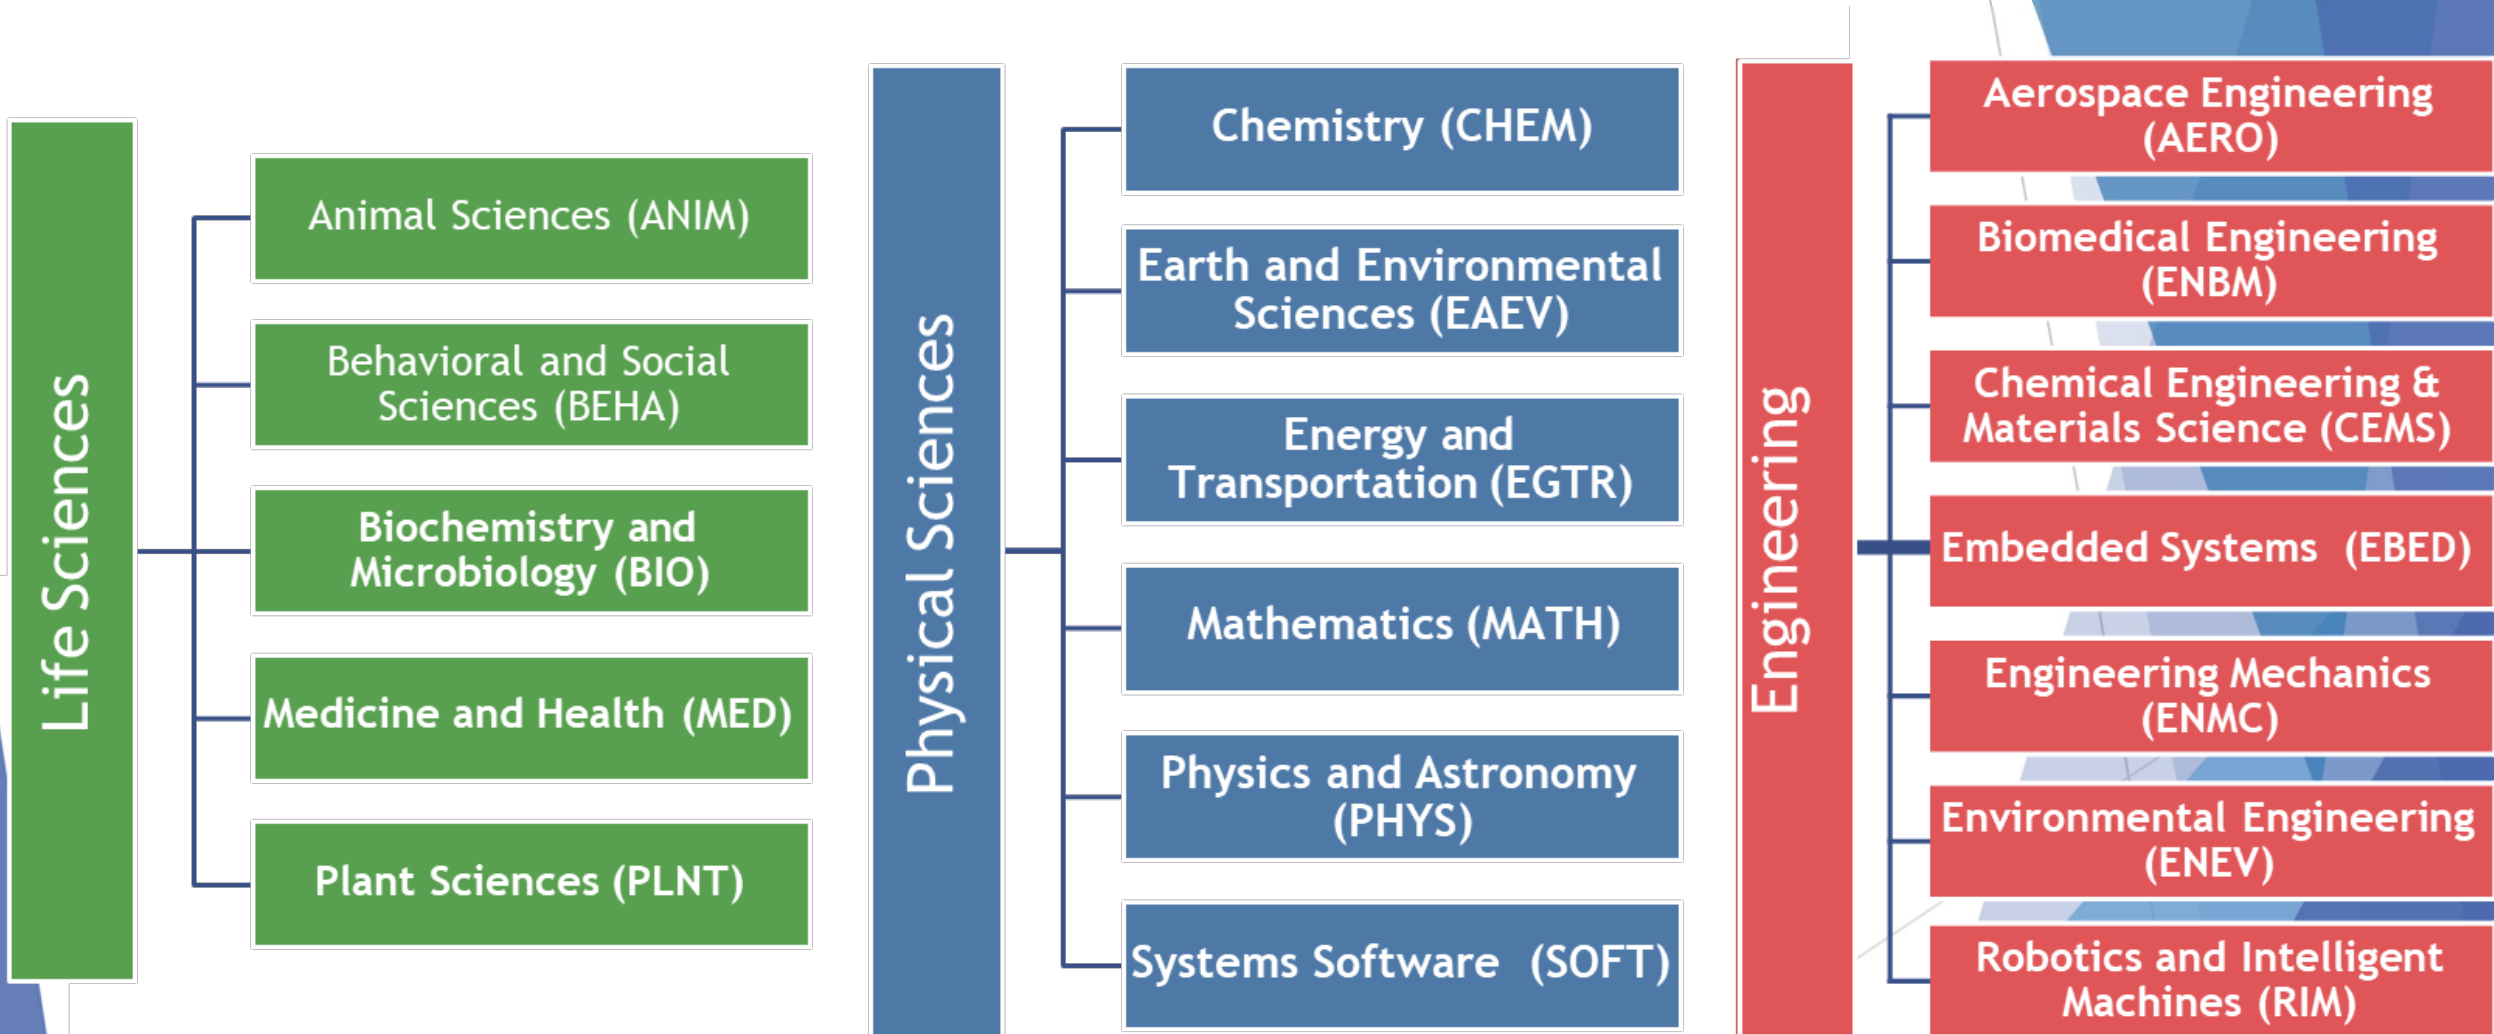 Life Sciences
Animal Sciences (ANIM)
Behavioral and Social
Sciences (BEHA)
Biochemistry and
Microbiology (BIO)
Medicine and Health (MED)
Plant Sciences (PLNT)
Physical Sciences
Chemistry (CHEM)
Earth and Environmental
Sciences (EAEV)
Energy and
Transportation (EGTR)
Mathematics (MATH)
Physics and Astronomy
(PHYS)
Systems Software (SOFT)
Engineering
Aerospace Engineering
(AERO)
Biomedical Engineering
(ENBM)
Chemical Engineering &
Materials Science (CEMS)
Embedded Systems (EBED)
Engineering Mechanics
(ENMC)
Environmental Engineering
(ENEV)
Robotics and Intelligent
Machines (RIM)